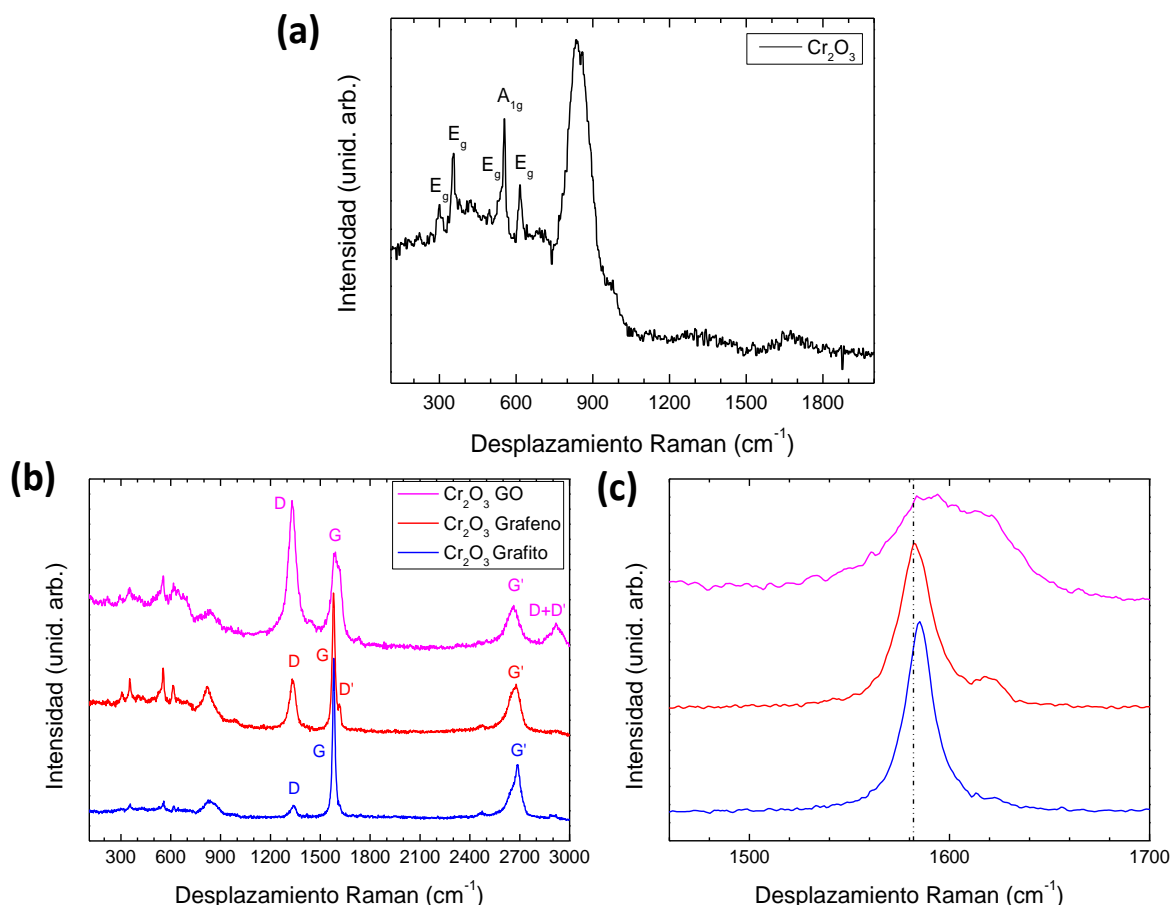 (a)
Cr2O3
A1g
Eg
Eg
Eg
Eg
Intensidad (unid. arb.)
300 600 900 1200 1500 1800
Desplazamiento Raman (cm-1)
(b)
Cr2O3 GO
Cr2O3 Grafeno
Cr2O3 Grafito
D
G
G'
D+D'
D
G
D'
G'
D
G
G'
Intensidad (unid. arb.)
300 600 900 1200 1500 1800 2100 2400 2700 3000
Desplazamiento Raman (cm-1)
(c)
Intensidad (unid. arb.)
1500 1600 1700
Desplazamiento Raman (cm-1)